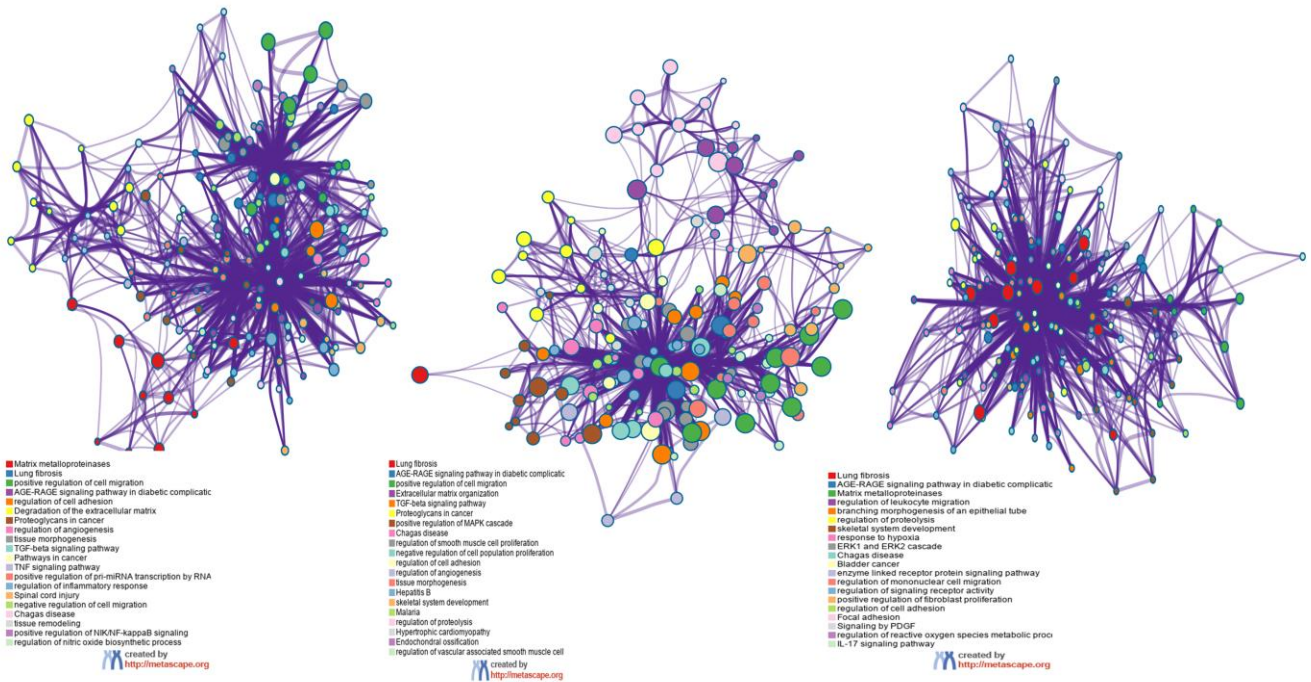 Matrix metalloproteinases
Lung fibrosis
positive regulation of cell migration
AGE-RAGE signaling pathway in diabetic complicatic
regulation of cell adhesion
Degradation of the extracellular matrix
Proteoglycans in cancer
regulation of angiogenesis
tissue morphogenesis
TGF-beta signaling pathway
Pathways in cancer
TNF signaling pathway
positive regulation of pri-miRNA transcription by RNA
regulation of inflammatory response
Spinal cord injury
negative regulation of cell migration
Chagas disease
tissue remodeling
positive regulation of NIK/NF-kappaB signaling
regulation of nitric oxide biosynthetic process
created by
http://metascape.org
Lung fibrosis
AGE-RAGE signaling pathway in diabetic complicatic
positive regulation of cell migration
Extracellular matrix organization
TGF-beta signaling pathway
Proteoglycans in cancer
positive regulation of MAPK cascade
Chagas disease
regulation of smooth muscle cell proliferation
negative regulation of cell population proliferation
regulation of cell adhesion
regulation of angiogenesis
tissue morphogenesis
Hepatitis B
skeletal system development
Malaria
regulation of proteolysis
Hypertrophic cardiomyopathy
Endochondral ossification
regulation of vascular associated smooth muscle cell
created by
http://metascape.org
Lung fibrosis
AGE-RAGE signaling pathway in diabetic complicatic
Matrix metalloproteinases
regulation of leukocyte migration
branching morphogenesis of an epithelial tube
regulation of proteolysis
skeletal system development
response to hypoxia
ERK1 and ERK2 cascade
Chagas disease
Bladder cancer
enzyme linked receptor protein signaling pathway
regulation of mononuclear cell migration
regulation of signaling receptor activity
positive regulation of fibroblast proliferation
regulation of cell adhesion
Focal adhesion
Signaling by PDGF
regulation of reactive oxygen species metabolic proce
IL-17 signaling pathway
created by
http://metascape.org